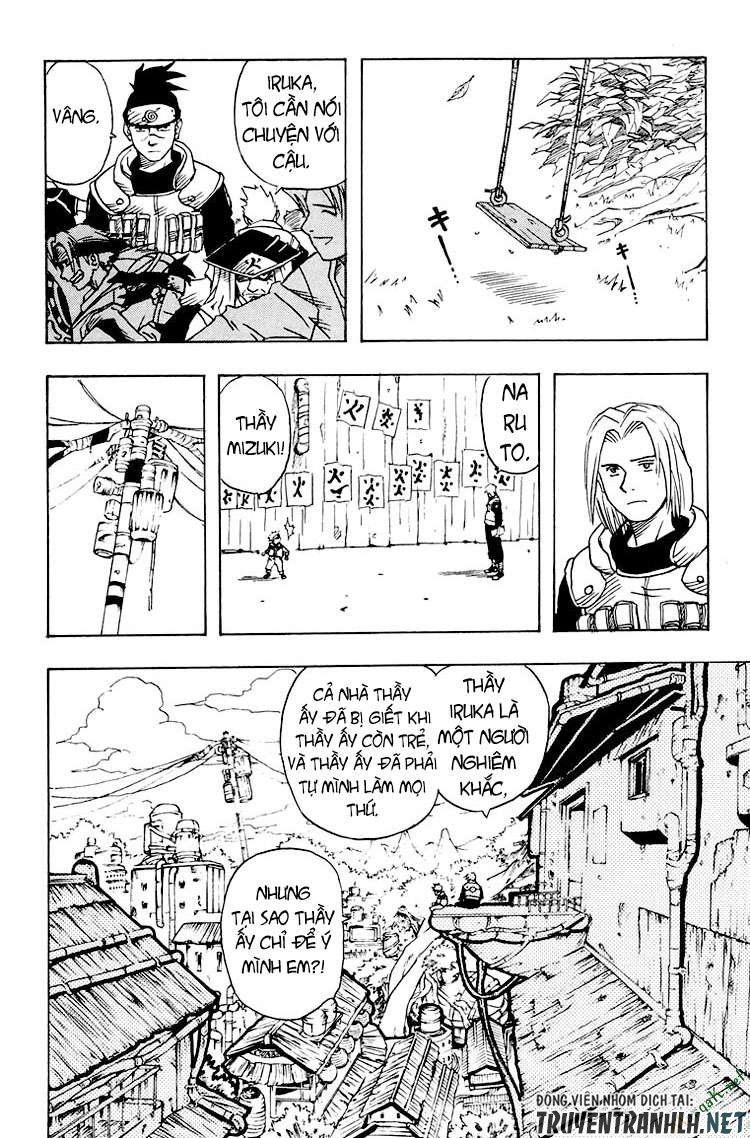 IRUKA,
TÔI CẦN NÓI
CHUYỆN VỚI
CẬU.
VÂNG.
キー
キー
THẦY
MIZUKI!
NA
RU
TO.
火
THẦY
IRUKA LÀ
MỘT NGƯỜI
NGHIÊM
KHẮC,
CẢ NHÀ THẦY
ẤY ĐÃ BỊ GIẾT KHI
THẦY ẤY CÒN TRẺ,
VÀ THẦY ẤY ĐÃ PHẢI
TỰ MÌNH LÀM MỌI
THỨ.
NHƯNG
TẠI SAO THẦY
ẤY CHỈ ĐỂ Ý
MÌNH EM?!
ĐỘNG VIÊN NHÓM DỊCH TẠI:
TRUYENTRANHLH.NET